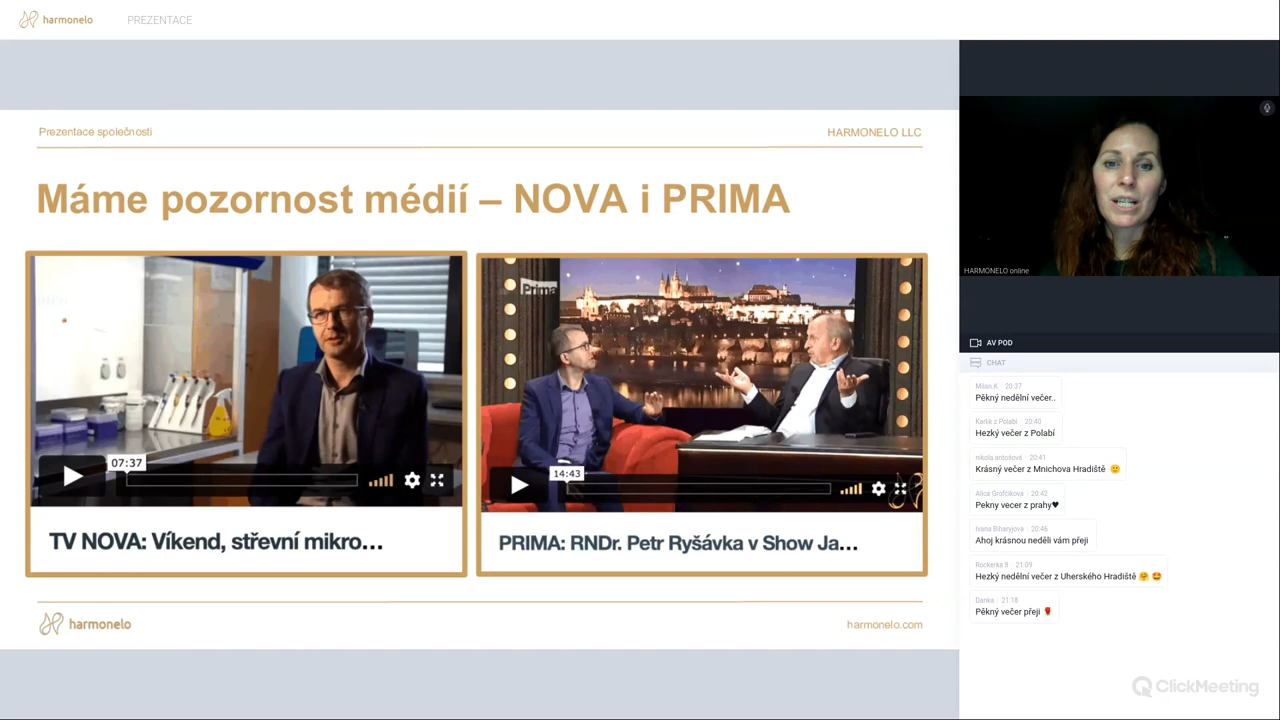 harmonelo
PREZENTACE
Prezentace společnosti
HARMONELO LLC
Máme pozornost médií – NOVA i PRIMA
Prima
07:37
14:43
TV NOVA: Víkend, střevní mikro...
PRIMA: RNDr. Petr Ryšávka v Show Ja...
harmonelo
harmonelo.com
HARMONELO online
AV POD
CHAT
Milan.K 20:37
Pěkný nedělní večer..
Karlik z Polabí 20:40
Hezký večer z Polabí
nikola antošová 20:41
Krásný večer z Mnichova Hradiště 🙂
Alica Grofčíková 20:42
Pekny vecer z prahy♥
Ivana Biharyjová 20:46
Ahoj krásnou neděli vám přeji
Rockerka 8 21:09
Hezký nedělní večer z Uherského Hradiště 🤗 🤩
Danka 21:18
Pěkný večer přeji 🌹
ClickMeeting